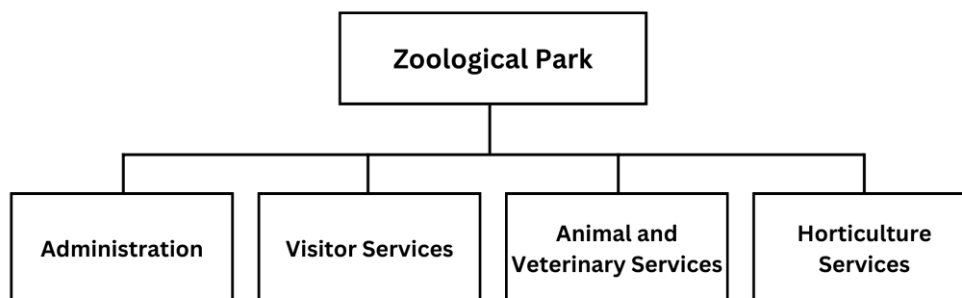 Zoological Park
Administration
Visitor Services
Animal and
Veterinary Services
Horticulture
Services